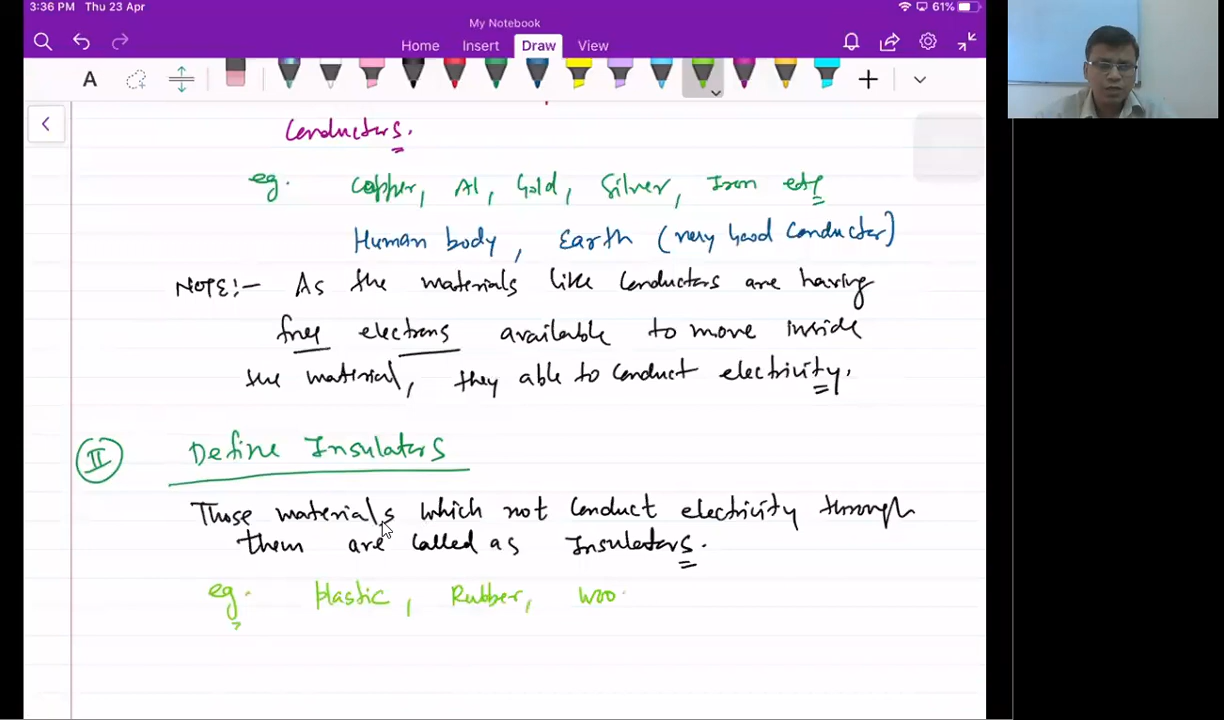 3:36 PM Thu 23 Apr
61%
My Notebook
Home Insert Draw View
A
Conductors.
eg. Copper, Al, Gold, Silver, Iron etc
Human body, Earth (very Good Conductor)
NOTE:- As the materials like Conductors are having
free electrons available to move inside
the material, they able to Conduct electricity.
II Define Insulators
Those materials which not Conduct electricity through
them are called as Insulators.
eg. Plastic, Rubber, Woo